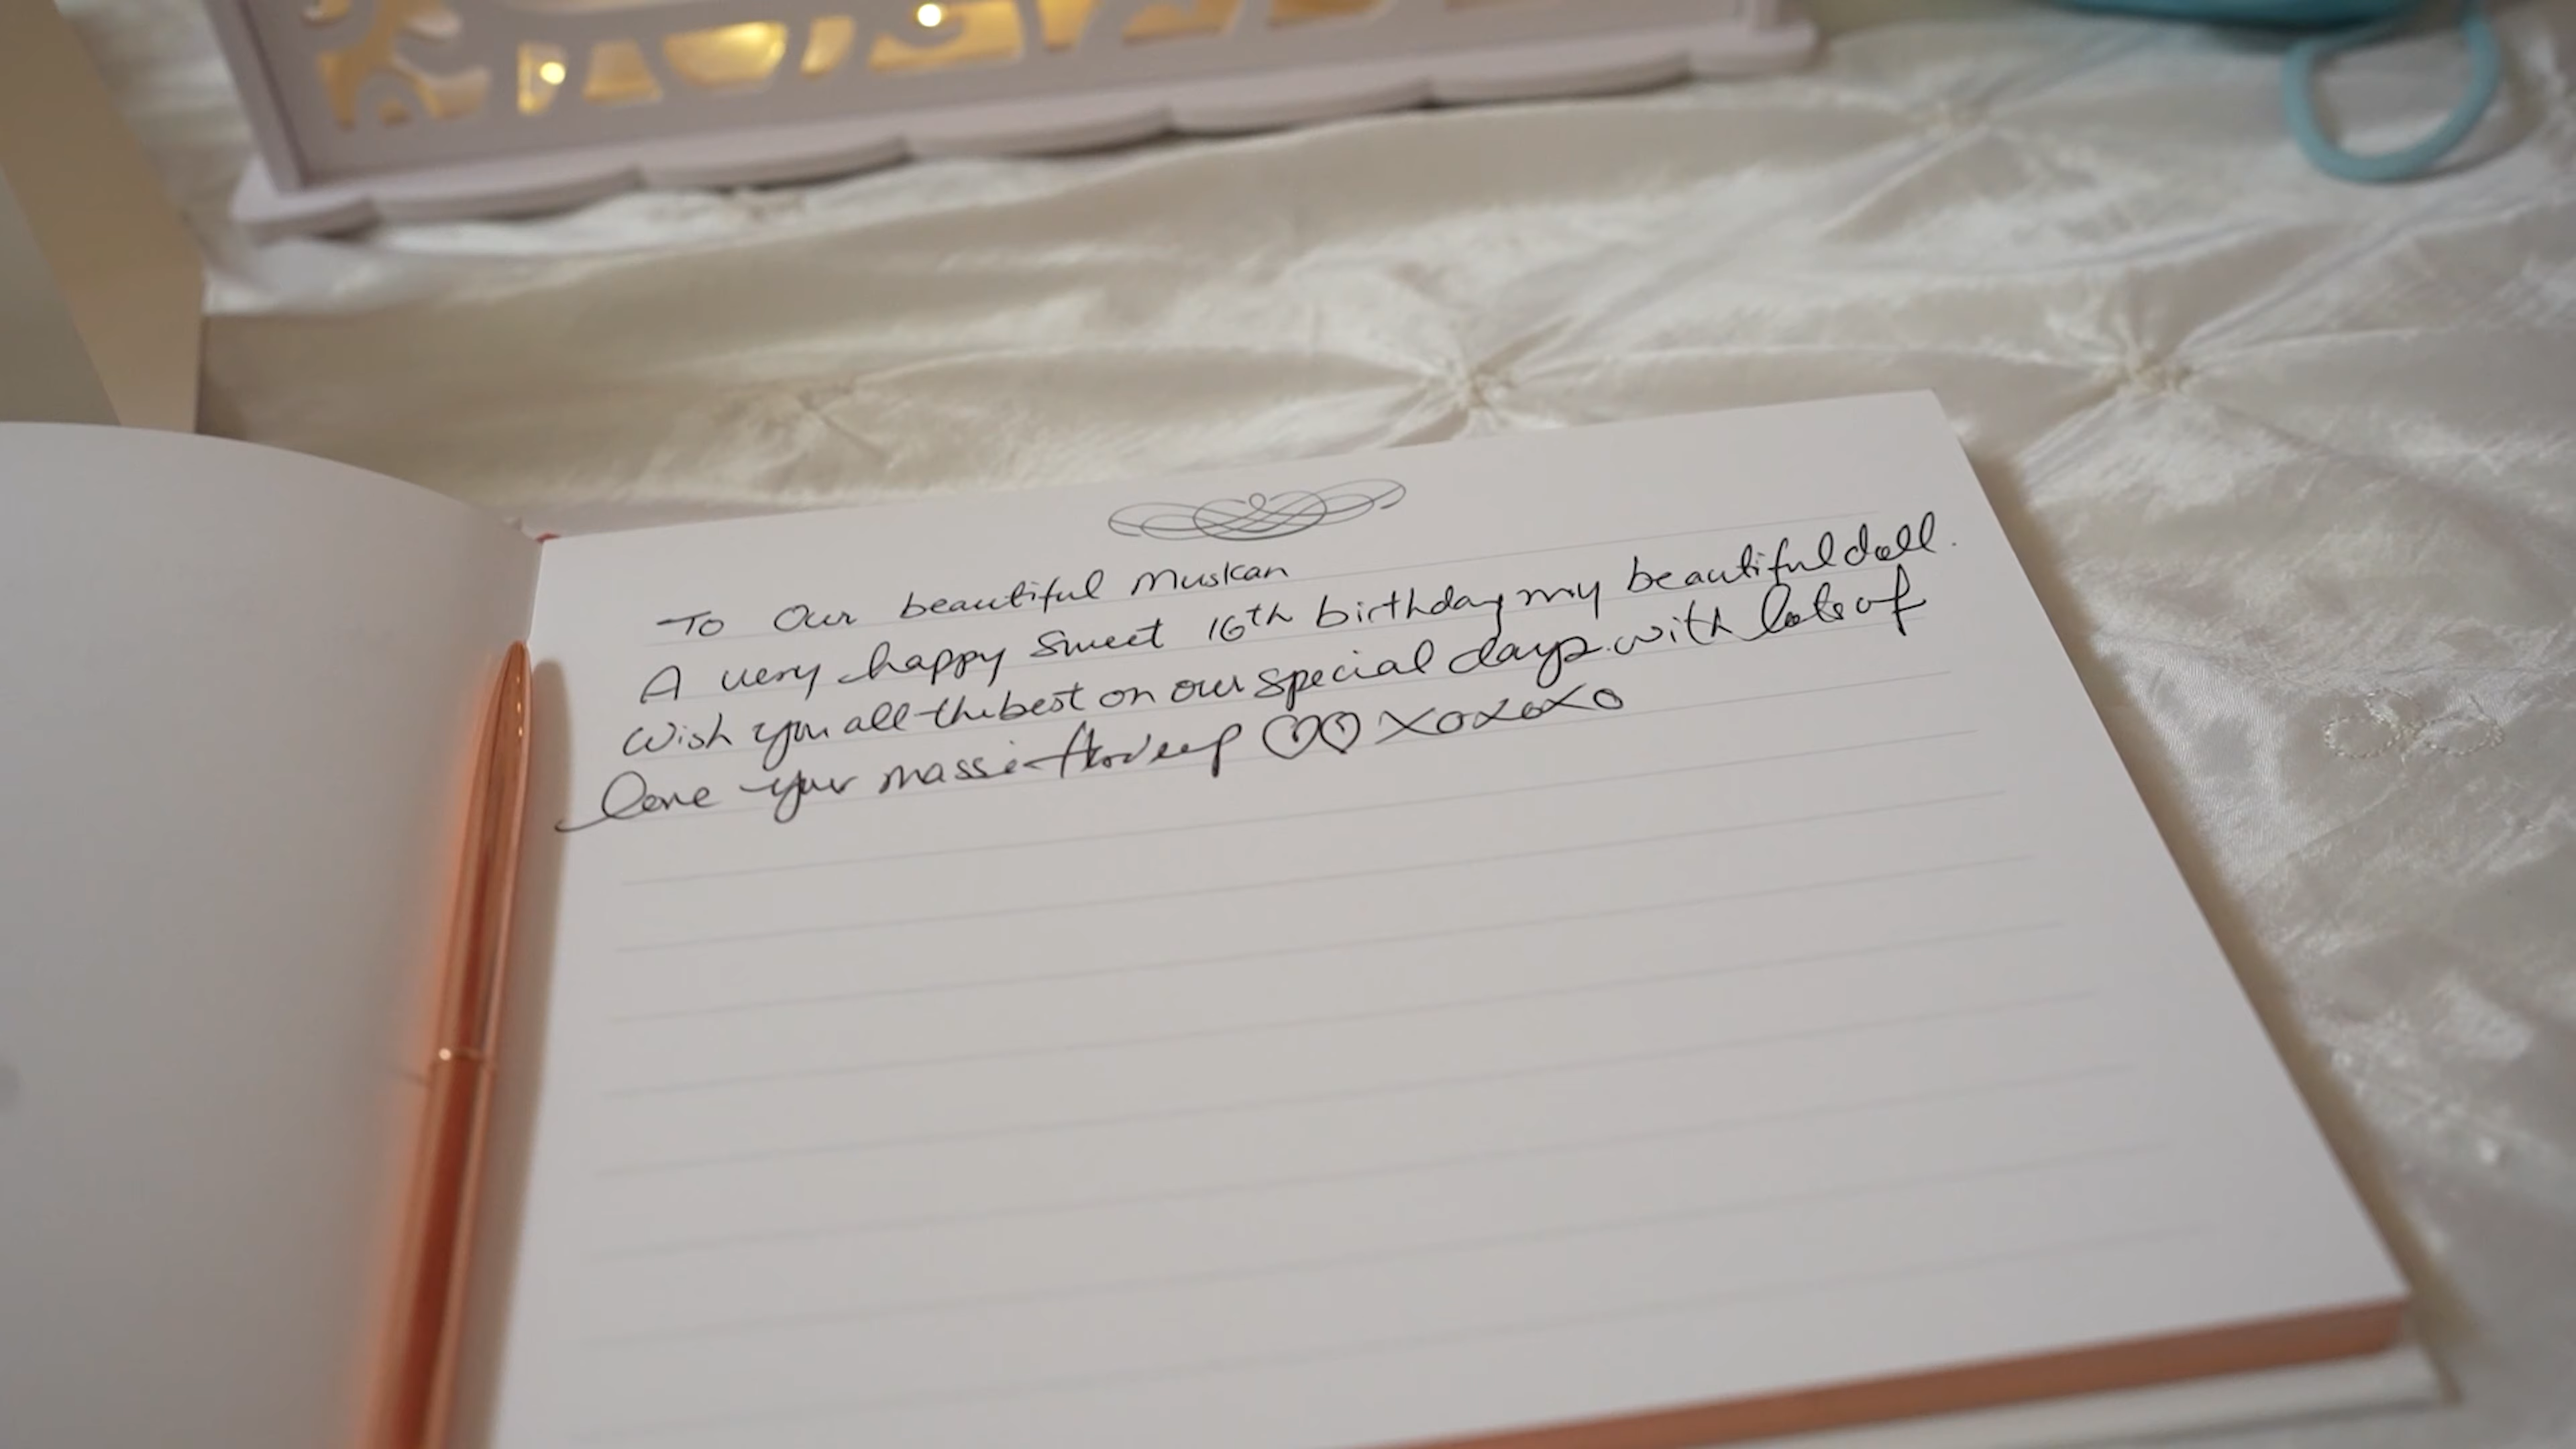 To Our beautiful Muskan
A very happy Sweet 16th birthday my beautiful doll.
Wish you all the best on our special days. with lots of
love your massi ♡♡ xoxoxo